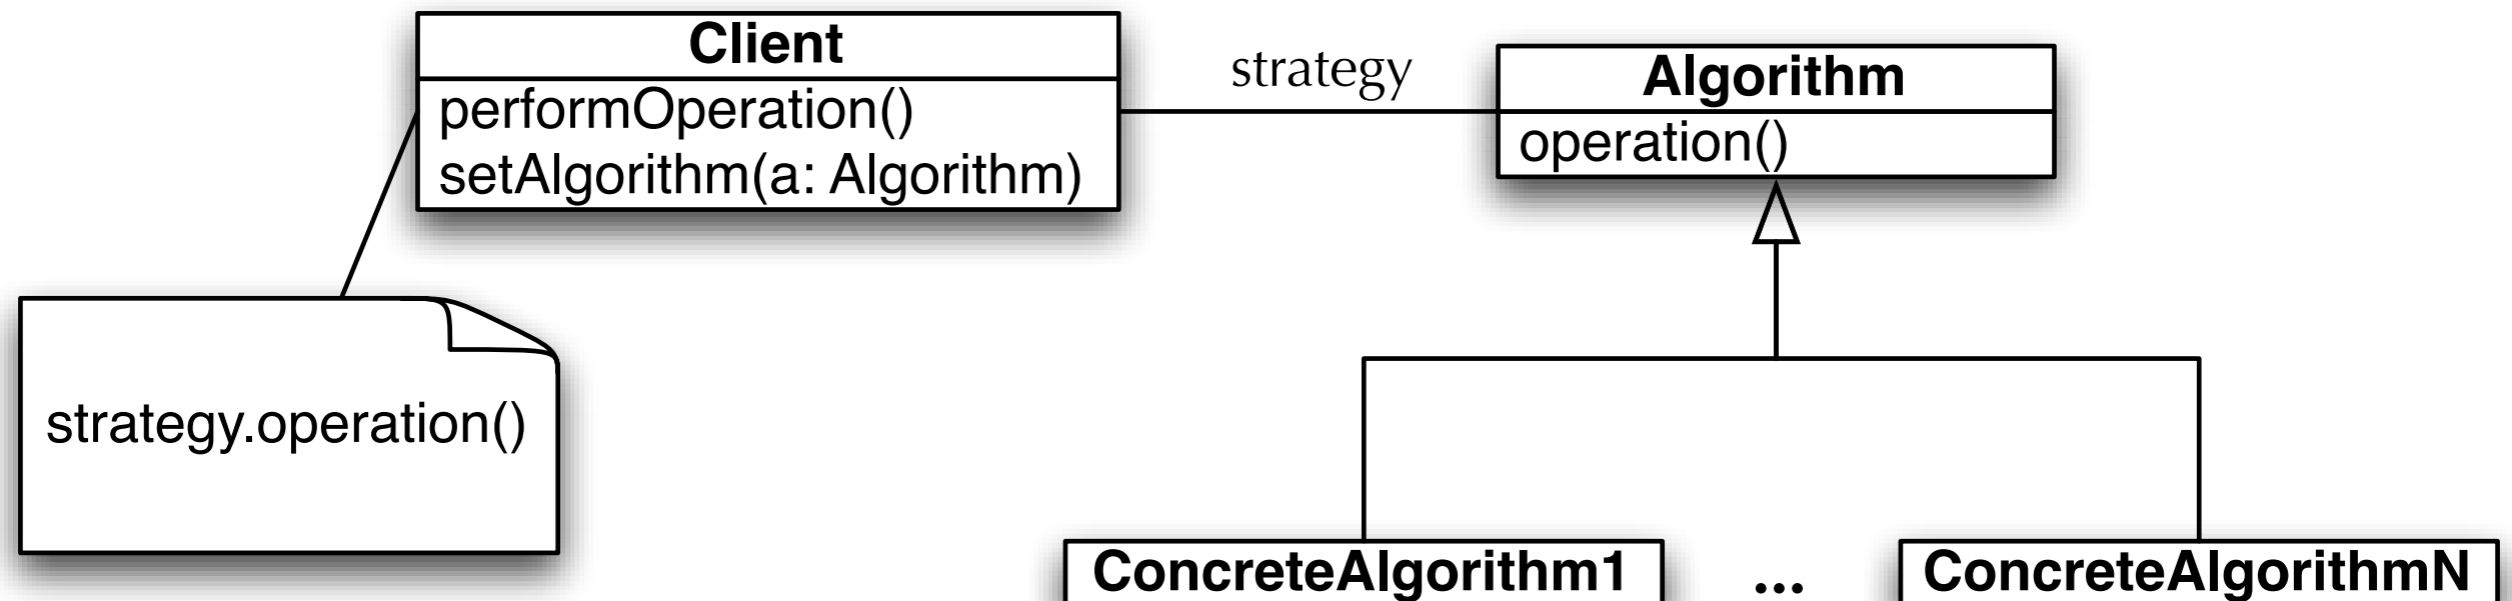 Client
performOperation()
setAlgorithm(a: Algorithm)
strategy
Algorithm
operation()
strategy.operation()
ConcreteAlgorithm1
...
ConcreteAlgorithmN